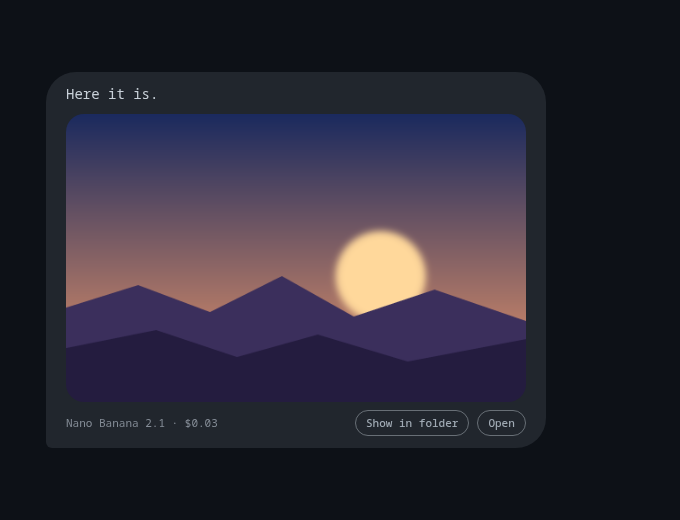 Here it is.
Nano Banana 2.1 · $0.03
Show in folder
Open